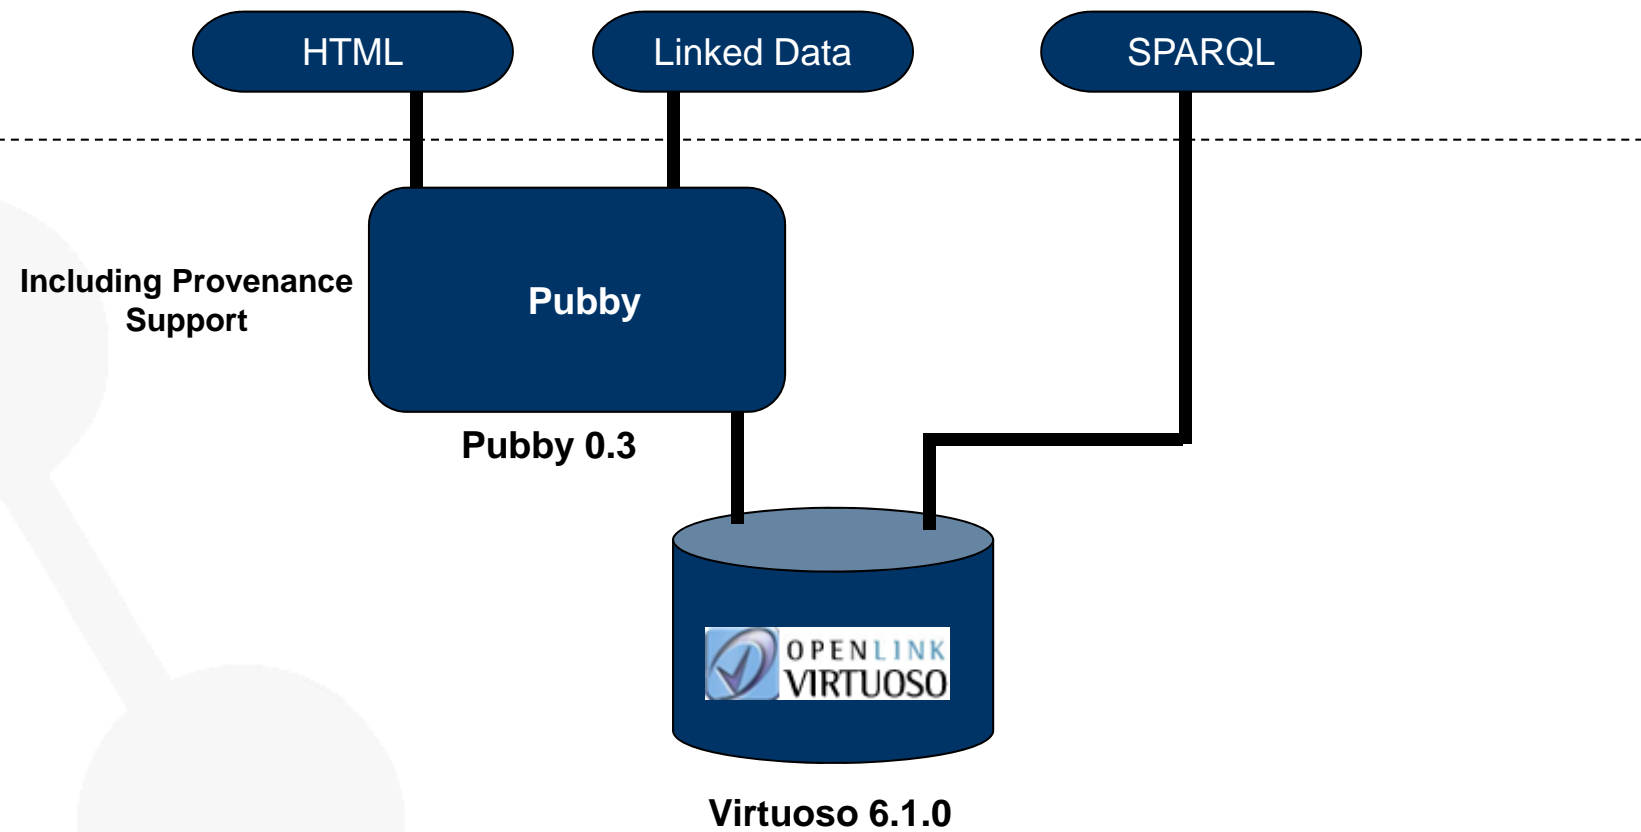 HTML
Linked Data
SPARQL
Including Provenance
Support
Pubby
Pubby 0.3
OPENLINK
VIRTUOSO
Virtuoso 6.1.0